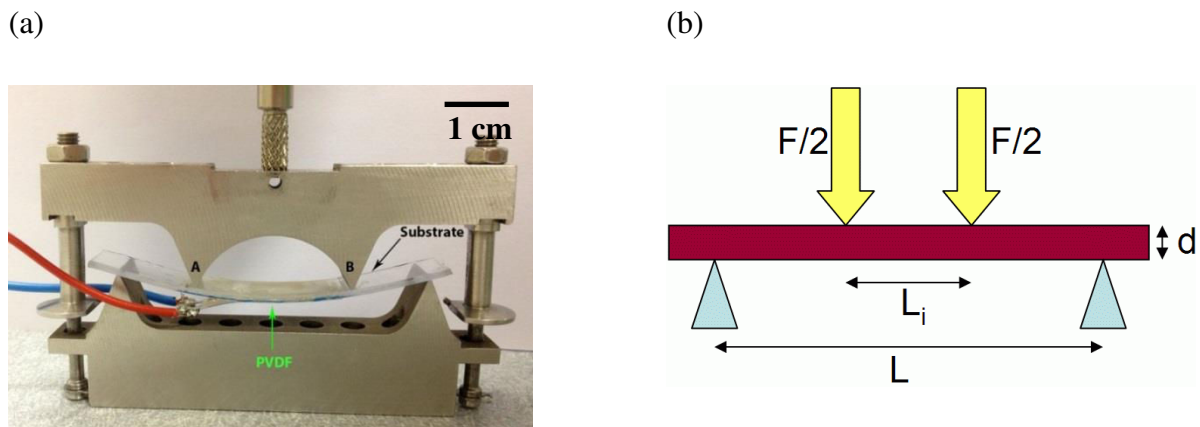 (a)
(b)
1 cm
Substrate
A
B
PVDF
F/2
F/2
d
Li
L